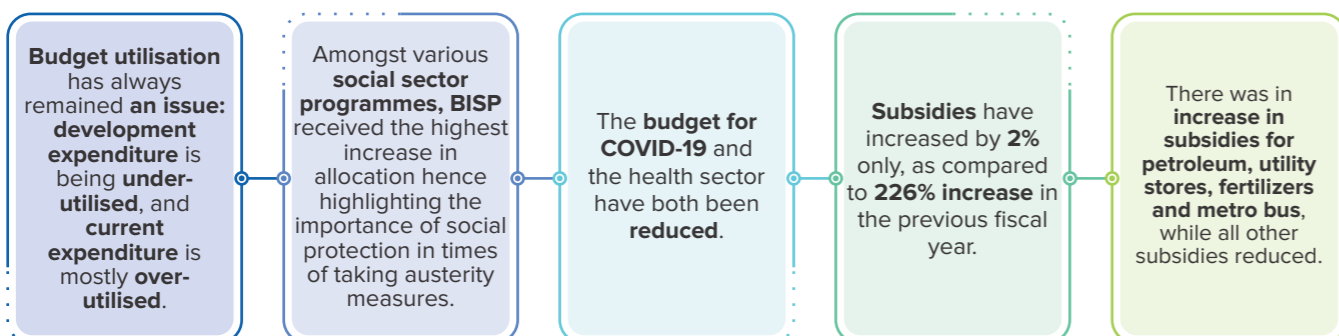 Budget utilisation
has always
remained an issue:
development
expenditure is
being under-
utilised, and
current
expenditure is
mostly over-
utilised.
Amongst various
social sector
programmes, BISP
received the highest
increase in
allocation hence
highlighting the
importance of social
protection in times
of taking austerity
measures.
The budget for
COVID-19 and
the health sector
have both been
reduced.
Subsidies have
increased by 2%
only, as compared
to 226% increase in
the previous fiscal
year.
There was in
increase in
subsidies for
petroleum, utility
stores, fertilizers
and metro bus,
while all other
subsidies reduced.